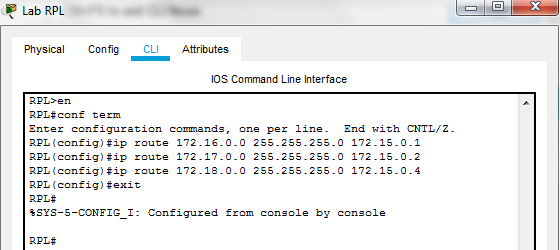 Lab RPL
Physical Config CLI Attributes
IOS Command Line Interface
RPL>en
RPL#conf term
Enter configuration commands, one per line.  End with CNTL/Z.
RPL(config)#ip route 172.16.0.0 255.255.255.0 172.15.0.1
RPL(config)#ip route 172.17.0.0 255.255.255.0 172.15.0.2
RPL(config)#ip route 172.18.0.0 255.255.255.0 172.15.0.4
RPL(config)#exit
RPL#
%SYS-5-CONFIG_I: Configured from console by console
RPL#